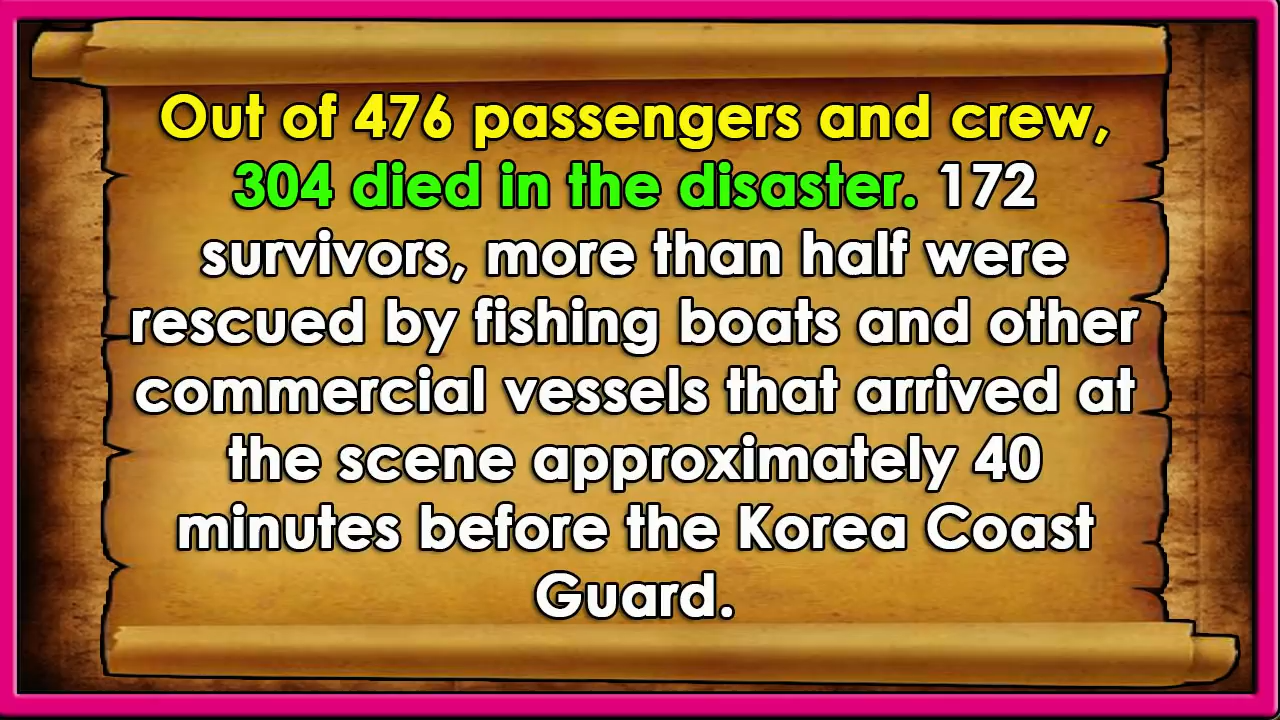 Out of 476 passengers and crew,
304 died in the disaster. 172
survivors, more than half were
rescued by fishing boats and other
commercial vessels that arrived at
the scene approximately 40
minutes before the Korea Coast
Guard.